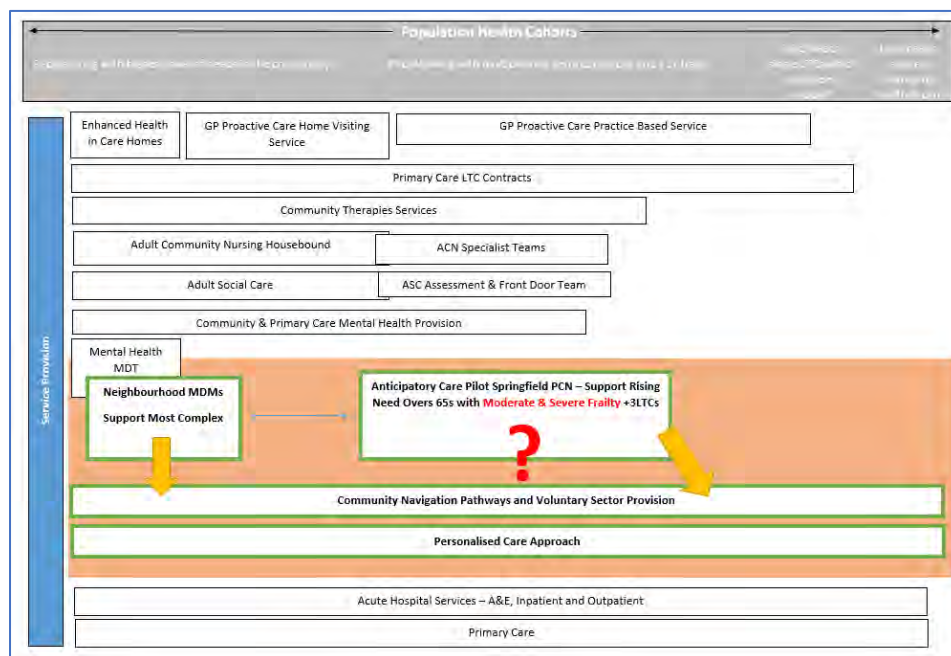 Population Health Cohorts
Enhanced Health
in Care Homes
GP Proactive Care Home Visiting
Service
GP Proactive Care Practice Based Service
Primary Care LTC Contracts
Community Therapies Services
Adult Community Nursing Housebound
ACN Specialist Teams
Adult Social Care
ASC Assessment & Front Door Team
Community & Primary Care Mental Health Provision
Service Provision
Mental Health
MDT
Neighbourhood MDMs
Support Most Complex
Anticipatory Care Pilot Springfield PCN – Support Rising
Need Overs 65s with Moderate & Severe Frailty +3LTCs
?
Community Navigation Pathways and Voluntary Sector Provision
Personalised Care Approach
Acute Hospital Services – A&E, Inpatient and Outpatient
Primary Care